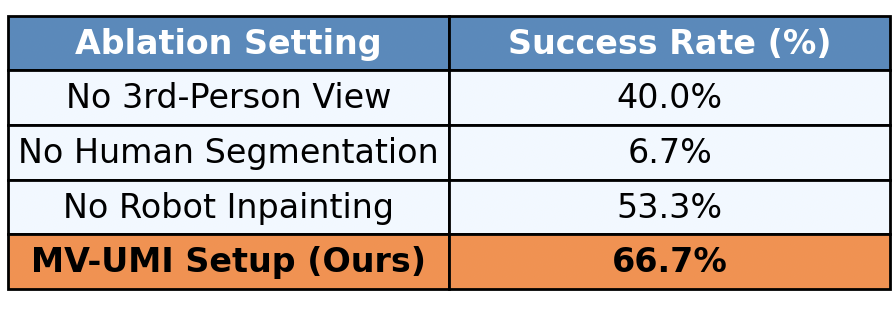 Ablation Setting Success Rate (%)
No 3rd-Person View 40.0%
No Human Segmentation 6.7%
No Robot Inpainting 53.3%
MV-UMI Setup (Ours) 66.7%